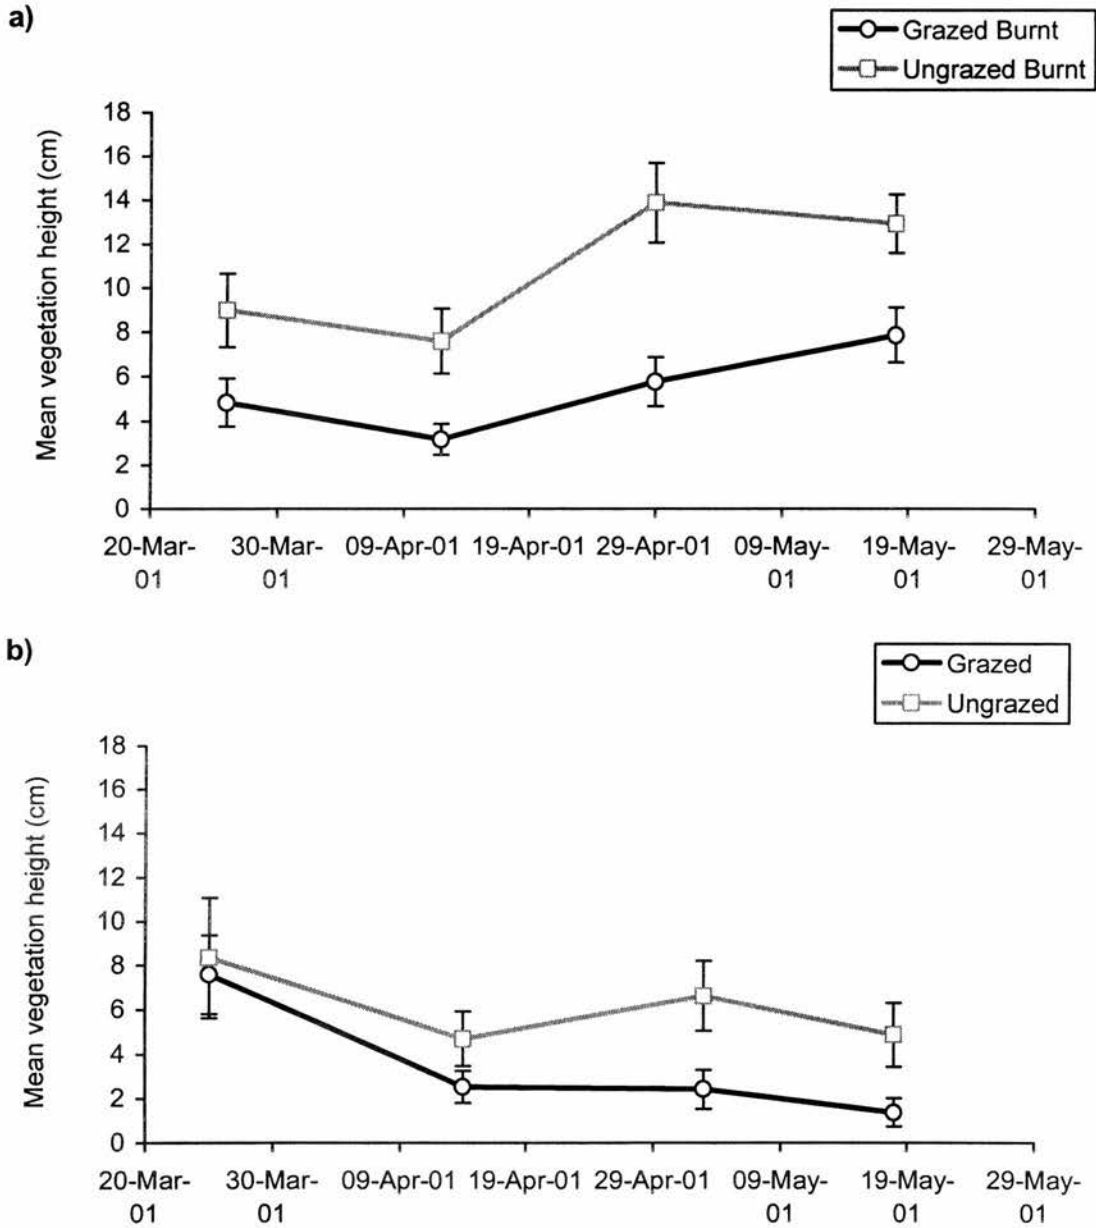 a)
Grazed Burnt
Ungrazed Burnt
Mean vegetation height (cm)
18
16
14
12
10
8
6
4
2
0
20-Mar-01
30-Mar-01
09-Apr-01
19-Apr-01
29-Apr-01
09-May-01
19-May-01
29-May-01
b)
Grazed
Ungrazed
Mean vegetation height (cm)
18
16
14
12
10
8
6
4
2
0
20-Mar-01
30-Mar-01
09-Apr-01
19-Apr-01
29-Apr-01
09-May-01
19-May-01
29-May-01